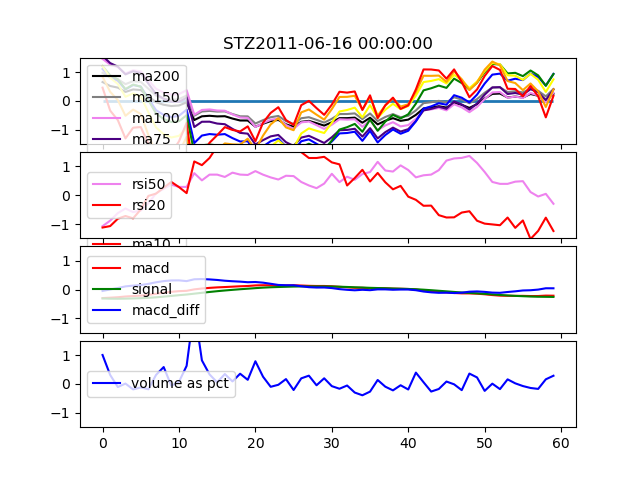 STZ2011-06-16 00:00:00
1
0
−1
ma200
ma150
ma100
ma75
1
0
−1
rsi50
rsi20
ma10
1
0
−1
macd
signal
macd_diff
1
0
−1
volume as pct
0 10 20 30 40 50 60